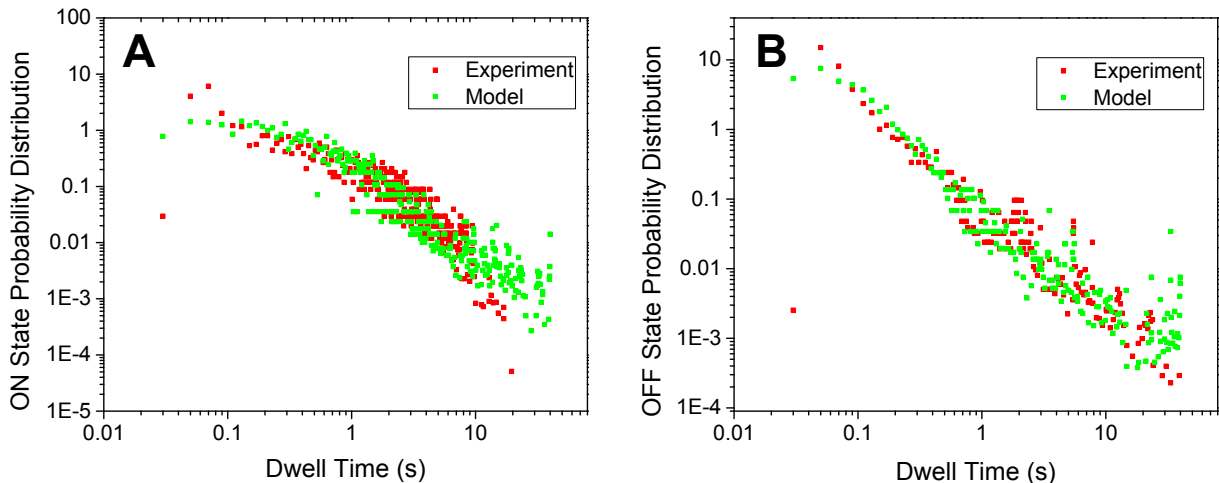 A
Experiment
Model
ON State Probability Distribution
100
10
1
0.1
0.01
1E-3
1E-4
1E-5
0.01
0.1
1
10
Dwell Time (s)
B
Experiment
Model
OFF State Probability Distribution
10
1
0.1
0.01
1E-3
1E-4
0.01
0.1
1
10
Dwell Time (s)